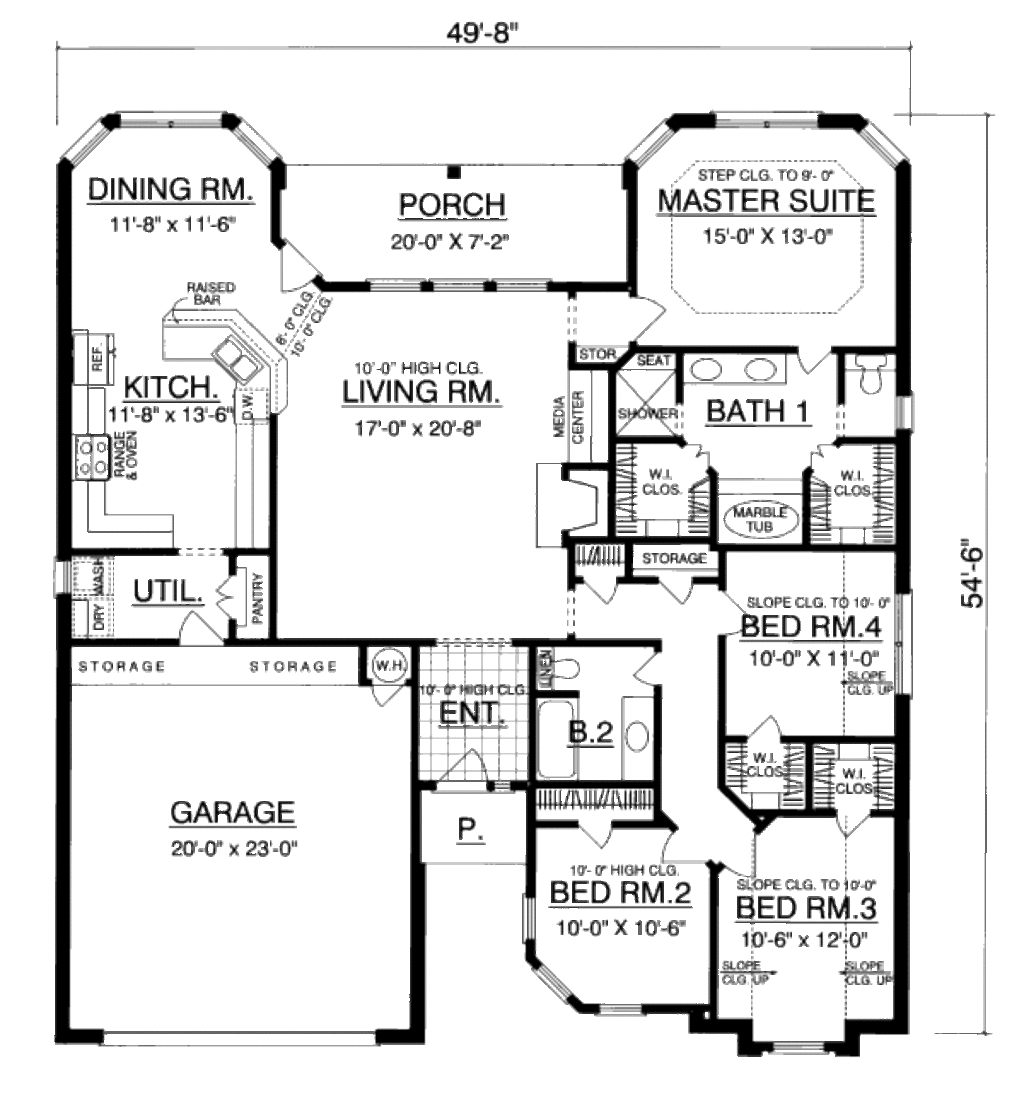 49'-8"
DINING RM.
11'-8" x 11'-6"
PORCH
20'-0" X 7'-2"
STEP CLG. TO 9'- 0"
MASTER SUITE
15'-0" X 13'-0"
RAISED
BAR
8'- 0" CLG.
10'- 0" CLG.
REF.
KITCH.
11'-8" x 13'-6"
D.W.
RANGE
& OVEN
10'-0" HIGH CLG.
LIVING RM.
17'-0" x 20'-8"
MEDIA
CENTER
STOR.
SEAT
SHOWER
BATH 1
W.I.
CLOS.
MARBLE
TUB
W.I.
CLOS.
54'-6"
WASH
DRY
UTIL.
PANTRY
STORAGE
SLOPE CLG. TO 10'- 0"
BED RM.4
10'-0" X 11'-0"
SLOPE
CLG. UP
STORAGE
STORAGE
W.H.
10'- 0" HIGH CLG.
ENT.
LINEN
B.2
W.I.
CLOS
W.I.
CLOS
GARAGE
20'-0" x 23'-0"
P.
10'- 0" HIGH CLG.
BED RM.2
10'-0" X 10'-6"
SLOPE CLG. TO 10'-0"
BED RM.3
10'-6" x 12'-0"
SLOPE
CLG. UP
SLOPE
CLG. UP